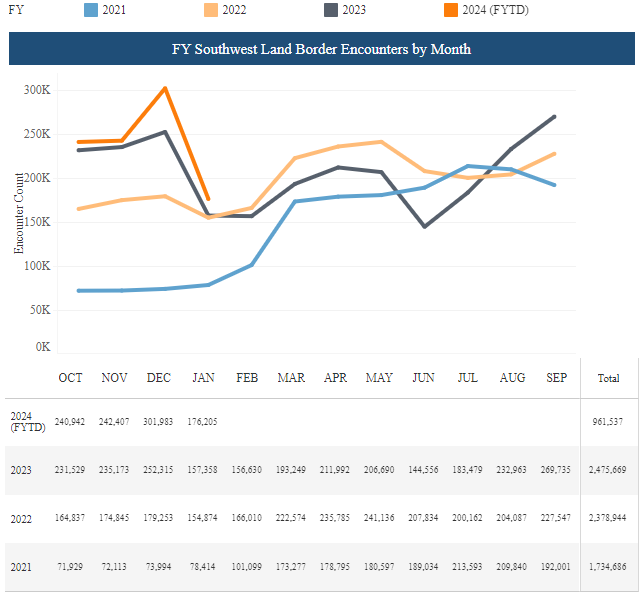 FY 2021 2022 2023 2024 (FYTD)
FY Southwest Land Border Encounters by Month
300K
250K
200K
150K
100K
50K
0K
Encounter Count
OCT NOV DEC JAN FEB MAR APR MAY JUN JUL AUG SEP Total
2024 (FYTD) 240,942 242,407 301,983 176,205 961,537
2023 231,529 235,173 252,315 157,358 156,630 193,249 211,992 206,690 144,556 183,479 232,963 269,735 2,475,669
2022 164,837 174,845 179,253 154,874 166,010 222,574 235,785 241,136 207,834 200,162 204,087 227,547 2,378,944
2021 71,929 72,113 73,994 78,414 101,099 173,277 178,795 180,597 189,034 213,593 209,840 192,001 1,734,686